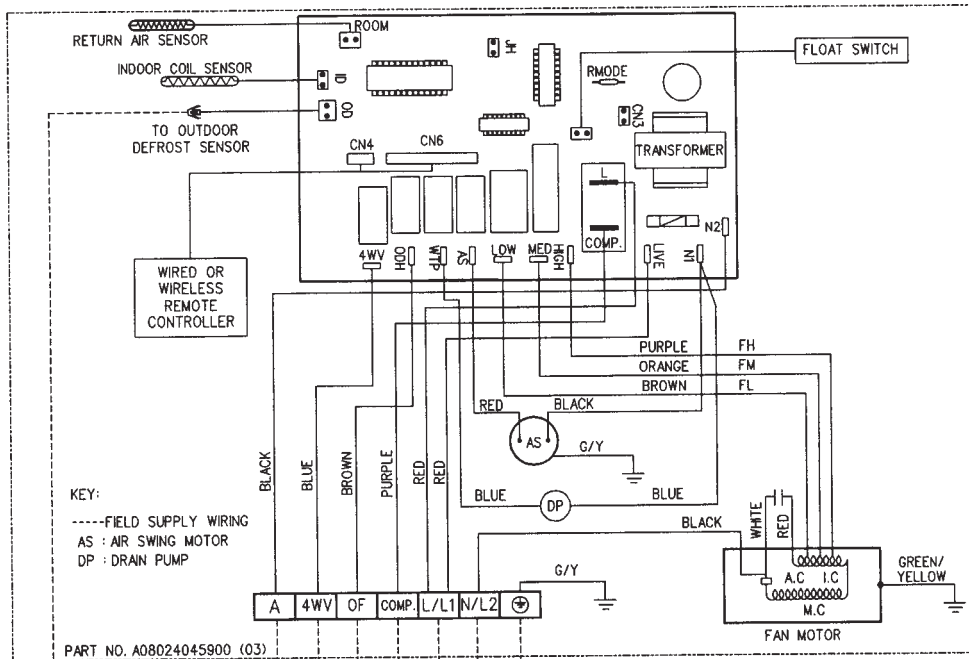 RETURN AIR SENSOR
ROOM
JH
FLOAT SWITCH
INDOOR COIL SENSOR
ID
RMODE
OD
CN3
TO OUTDOOR
DEFROST SENSOR
TRANSFORMER
CN4
CN6
L
N2
4WV
ODH
WTP
AS
LOW
MED
HIGH
COMP.
LIVE
N1
WIRED OR
WIRELESS
REMOTE
CONTROLLER
PURPLE FH
ORANGE FM
BROWN FL
RED
BLACK
AS
G/Y
BLACK
BLUE
BROWN
PURPLE
RED
RED
BLUE
DP
BLUE
KEY:
-----FIELD SUPPLY WIRING
AS : AIR SWING MOTOR
DP : DRAIN PUMP
BLACK
WHITE
RED
GREEN/
YELLOW
A.C I.C
M.C
G/Y
A 4WV OF COMP. L/L1 N/L2
FAN MOTOR
PART NO. A08024045900 (03)